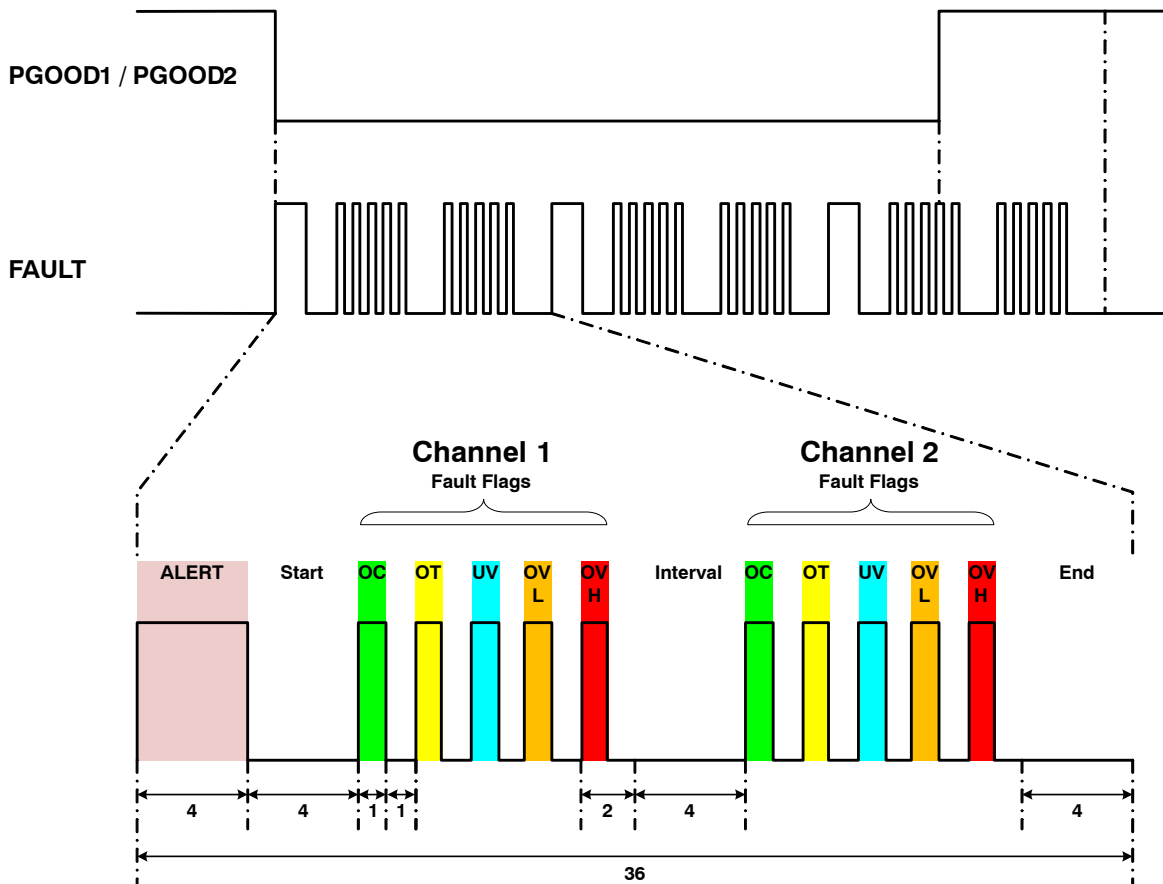 PGOOD1 / PGOOD2
FAULT
Channel 1
Fault Flags
Channel 2
Fault Flags
ALERT
Start
OC
OT
UV
OV
L
OV
H
Interval
OC
OT
UV
OV
L
OV
H
End
4
4
1
1
2
4
4
36